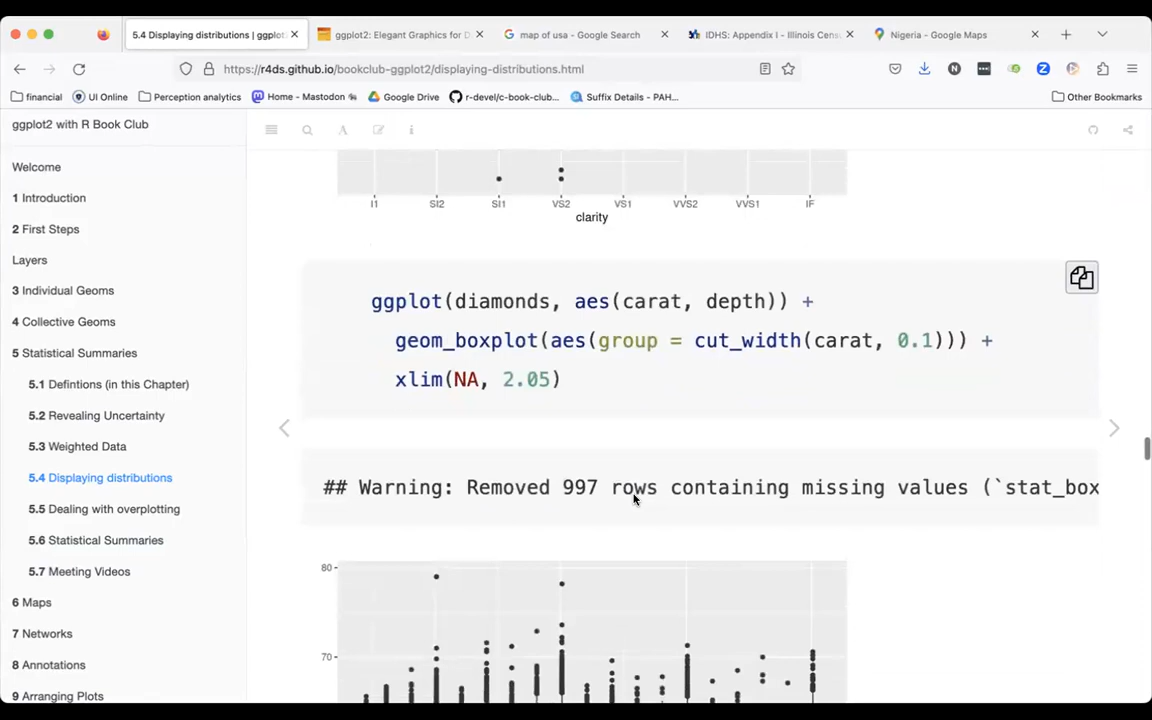 5.4 Displaying distributions | ggplot
ggplot2: Elegant Graphics for D
map of usa - Google Search
IDHS: Appendix I - Illinois Cens
Nigeria - Google Maps
https://r4ds.github.io/bookclub-ggplot2/displaying-distributions.html
financial
UI Online
Perception analytics
Home - Mastodon
Google Drive
r-devel/c-book-club...
Suffix Details - PAH...
Other Bookmarks
ggplot2 with R Book Club
Welcome
1 Introduction
2 First Steps
Layers
3 Individual Geoms
4 Collective Geoms
5 Statistical Summaries
5.1 Defintions (in this Chapter)
5.2 Revealing Uncertainty
5.3 Weighted Data
5.4 Displaying distributions
5.5 Dealing with overplotting
5.6 Statistical Summaries
5.7 Meeting Videos
6 Maps
7 Networks
8 Annotations
9 Arranging Plots
I1 SI2 SI1 VS2 VS1 VVS2 VVS1 IF
clarity
ggplot(diamonds, aes(carat, depth)) +
geom_boxplot(aes(group = cut_width(carat, 0.1))) +
xlim(NA, 2.05)
## Warning: Removed 997 rows containing missing values (`stat_box
80
70